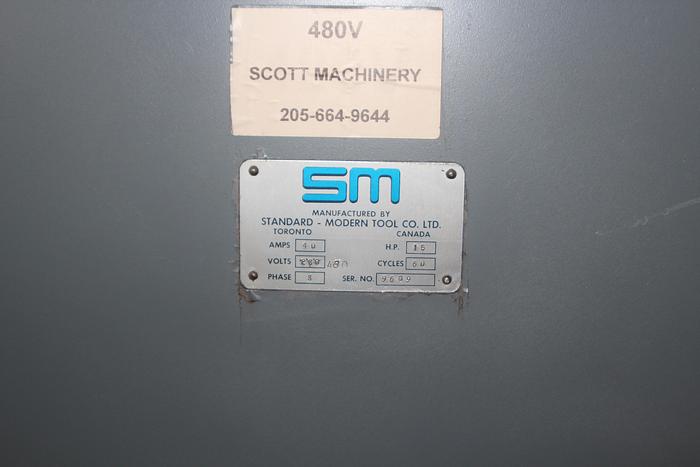 480V
SCOTT MACHINERY
205-664-9644
SM
MANUFACTURED BY
STANDARD - MODERN TOOL CO. LTD.
TORONTO CANADA
AMPS 40 H.P. 15
VOLTS 480 CYCLES 60
PHASE 3 SER. NO. 9699